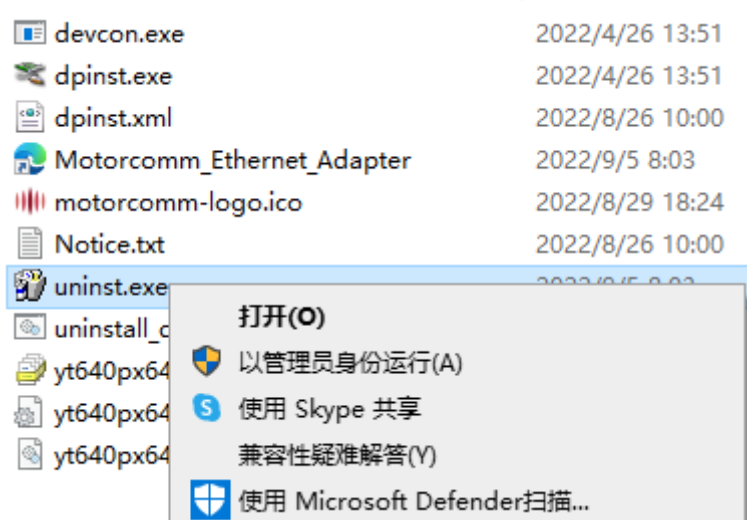 devcon.exe 2022/4/26 13:51
dpinst.exe 2022/4/26 13:51
dpinst.xml 2022/8/26 10:00
Motorcomm_Ethernet_Adapter 2022/9/5 8:03
motorcomm-logo.ico 2022/8/29 18:24
Notice.txt 2022/8/26 10:00
uninst.exe
uninstall_
yt640px64
yt640px64
yt640px64
打开(O)
以管理员身份运行(A)
使用 Skype 共享
兼容性疑难解答(Y)
使用 Microsoft Defender扫描...